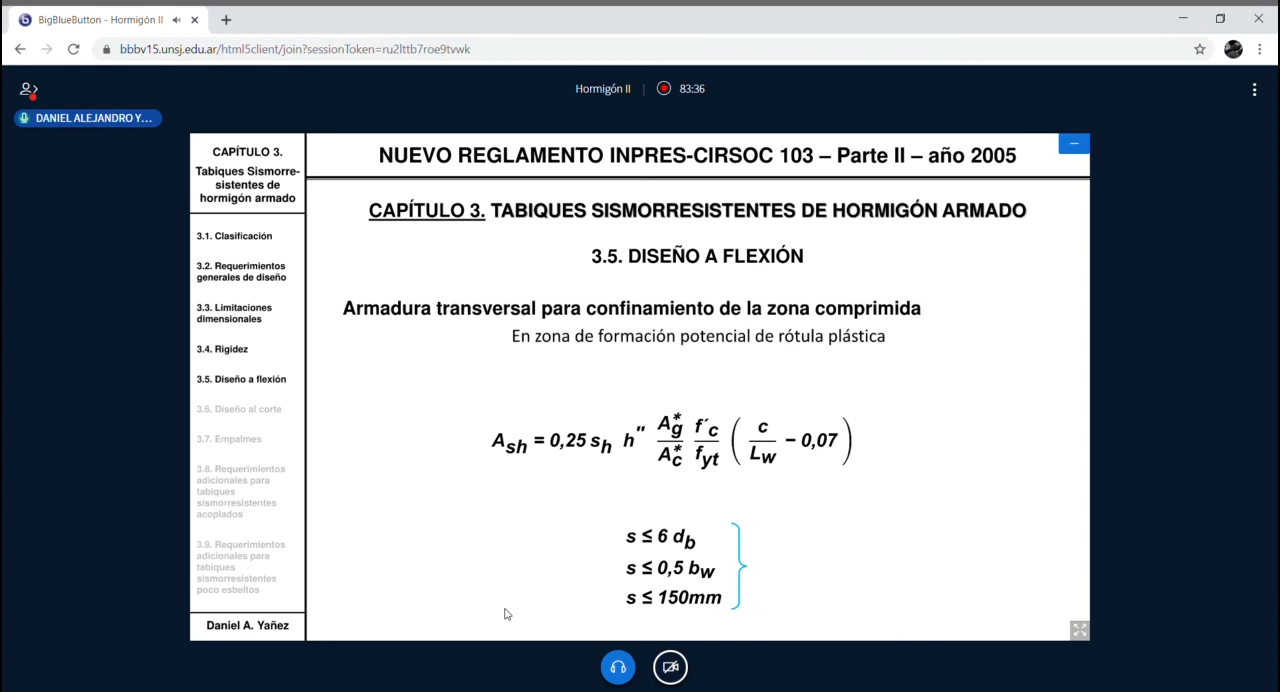 BigBlueButton - Hormigón II
bbbv15.unsj.edu.ar/html5client/join?sessionToken=ru2lttb7roe9tvwk
Hormigón II | 83:36
DANIEL ALEJANDRO Y...
CAPÍTULO 3.
Tabiques Sismorre-
sistentes de
hormigón armado
3.1. Clasificación
3.2. Requerimientos
generales de diseño
3.3. Limitaciones
dimensionales
3.4. Rigidez
3.5. Diseño a flexión
3.6. Diseño al corte
3.7. Empalmes
3.8. Requerimientos
adicionales para
tabiques
sismorresistentes
acoplados
3.9. Requerimientos
adicionales para
tabiques
sismorresistentes
poco esbeltos
Daniel A. Yañez
NUEVO REGLAMENTO INPRES-CIRSOC 103 – Parte II – año 2005
CAPÍTULO 3. TABIQUES SISMORRESISTENTES DE HORMIGÓN ARMADO
3.5. DISEÑO A FLEXIÓN
Armadura transversal para confinamiento de la zona comprimida
En zona de formación potencial de rótula plástica
A_sh = 0,25 s_h h" A*_g/A*_c f´c/f_yt ( c/L_w – 0,07 )
s ≤ 6 d_b
s ≤ 0,5 b_w
s ≤ 150mm